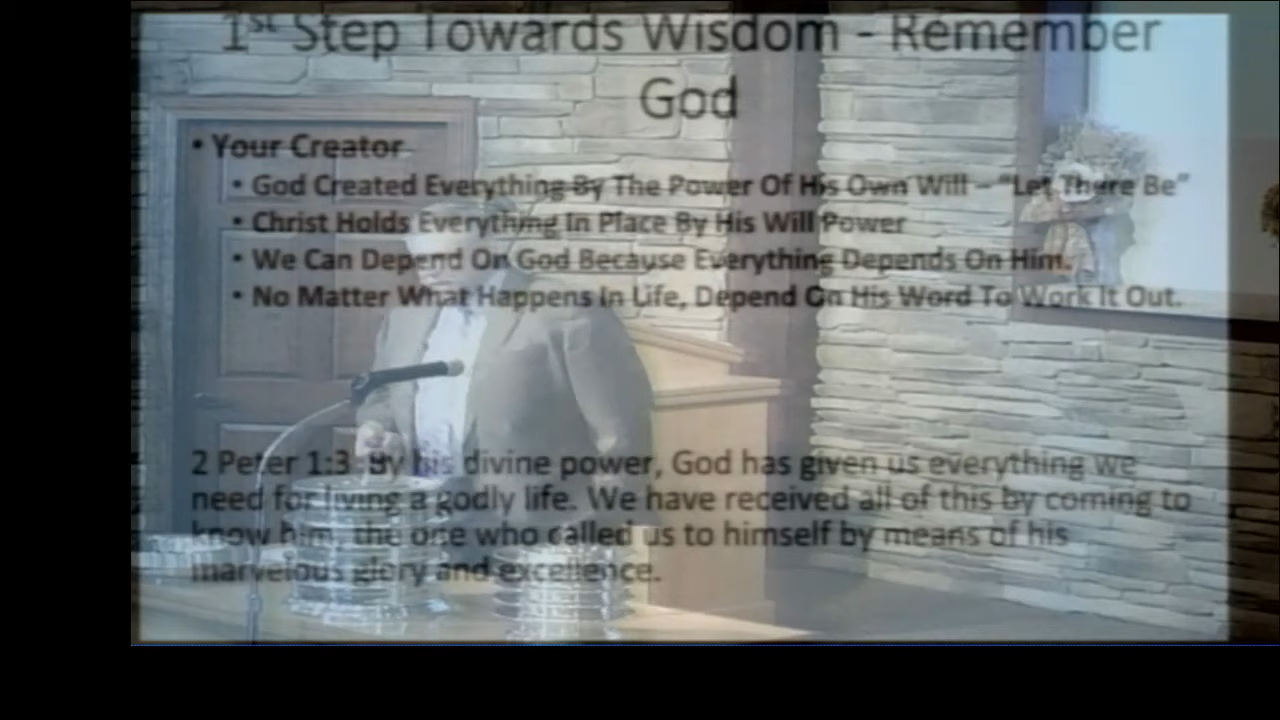 1st Step Towards Wisdom - Remember
God
• Your Creator
• God Created Everything By The Power Of His Own Will – “Let There Be”
• Christ Holds Everything In Place By His Will Power
• We Can Depend On God Because Everything Depends On Him.
• No Matter What Happens In Life, Depend On His Word To Work It Out.
2 Peter 1:3 By his divine power, God has given us everything we
need for living a godly life. We have received all of this by coming to
know him, the one who called us to himself by means of his
marvelous glory and excellence.